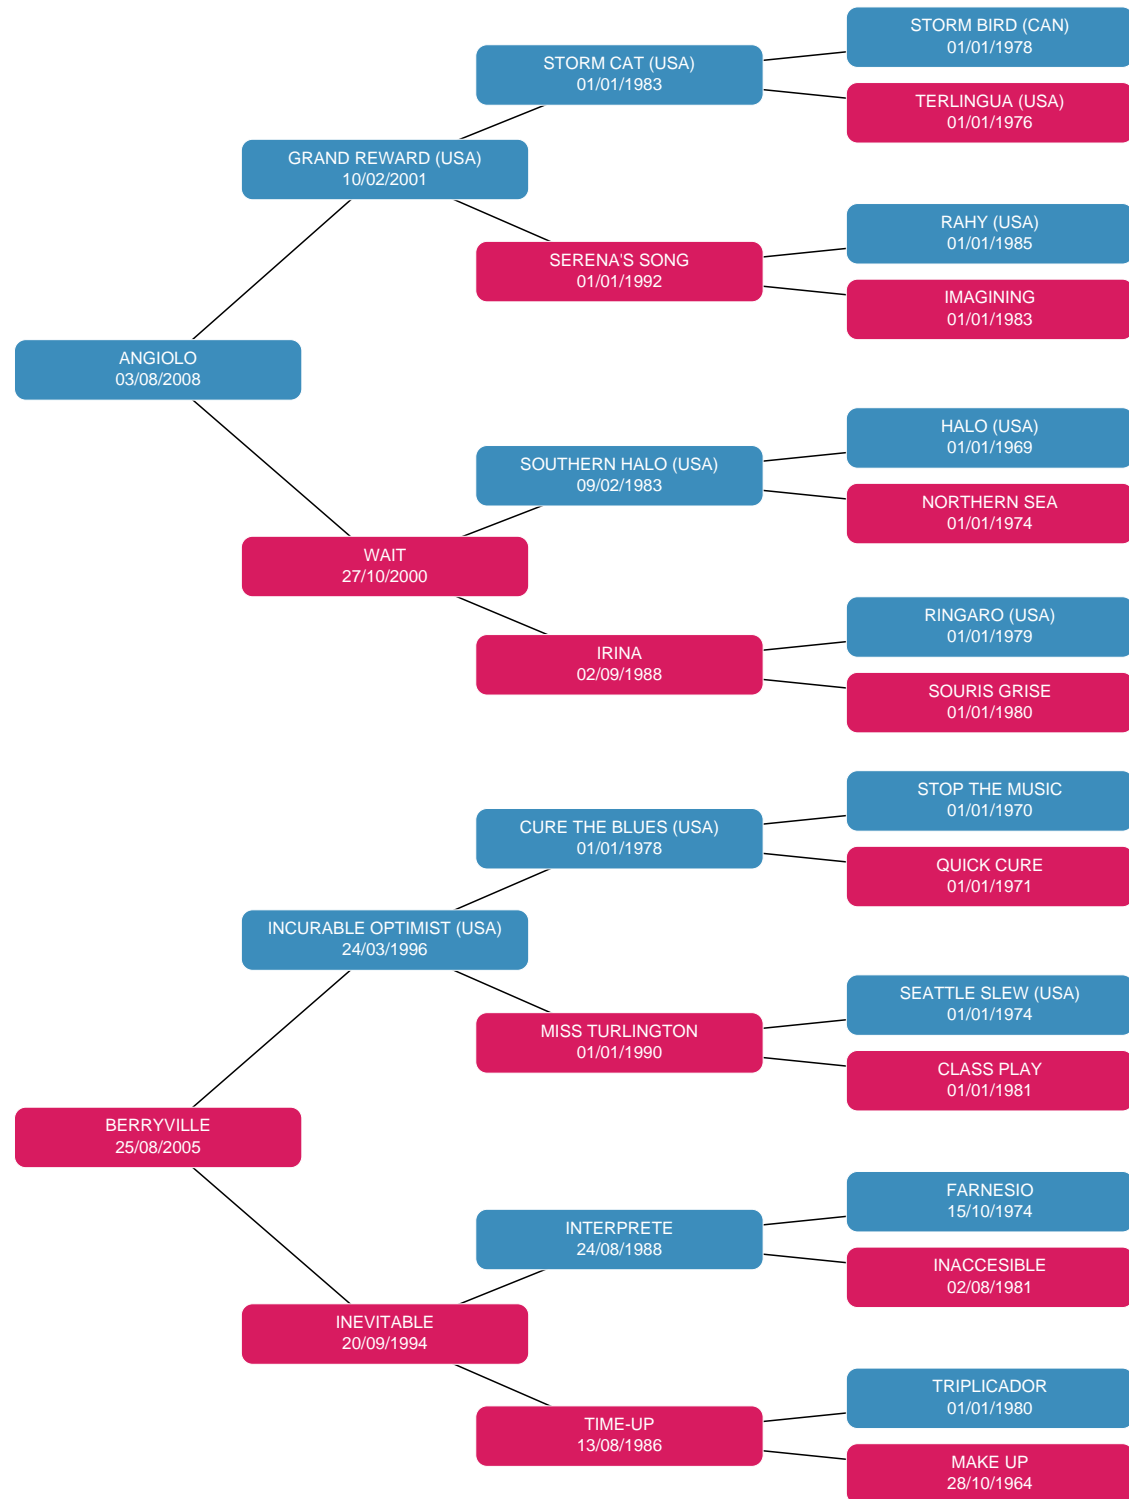 STORM BIRD (CAN)
01/01/1978
STORM CAT (USA)
01/01/1983
TERLINGUA (USA)
01/01/1976
GRAND REWARD (USA)
10/02/2001
RAHY (USA)
01/01/1985
SERENA'S SONG
01/01/1992
IMAGINING
01/01/1983
ANGIOLO
03/08/2008
HALO (USA)
01/01/1969
SOUTHERN HALO (USA)
09/02/1983
NORTHERN SEA
01/01/1974
WAIT
27/10/2000
RINGARO (USA)
01/01/1979
IRINA
02/09/1988
SOURIS GRISE
01/01/1980
STOP THE MUSIC
01/01/1970
CURE THE BLUES (USA)
01/01/1978
QUICK CURE
01/01/1971
INCURABLE OPTIMIST (USA)
24/03/1996
SEATTLE SLEW (USA)
01/01/1974
MISS TURLINGTON
01/01/1990
CLASS PLAY
01/01/1981
BERRYVILLE
25/08/2005
FARNESIO
15/10/1974
INTERPRETE
24/08/1988
INACCESIBLE
02/08/1981
INEVITABLE
20/09/1994
TRIPLICADOR
01/01/1980
TIME-UP
13/08/1986
MAKE UP
28/10/1964